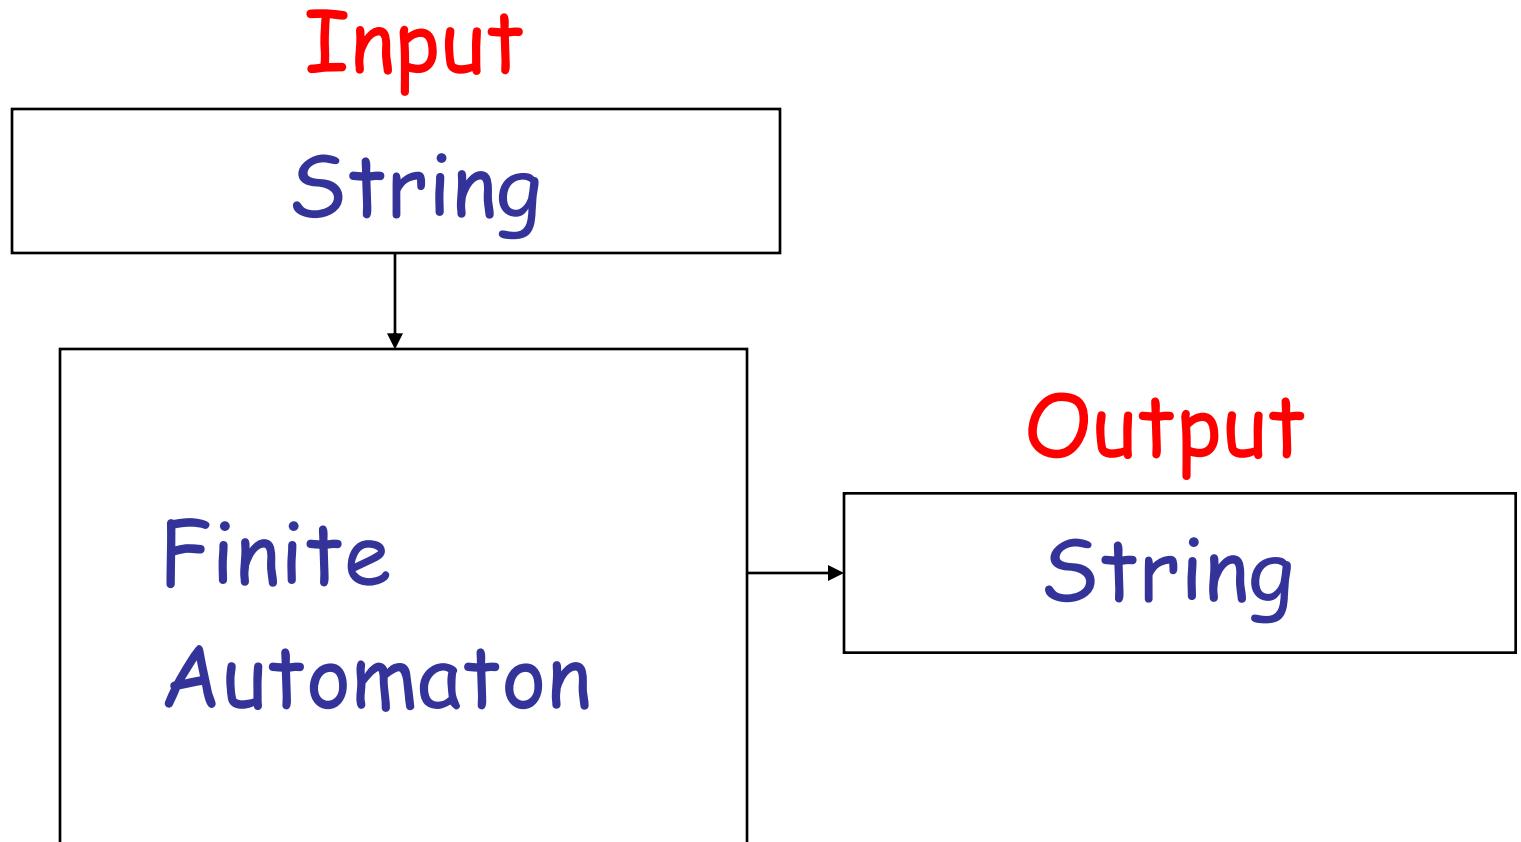 Input
String
Output
String
Finite
Automaton